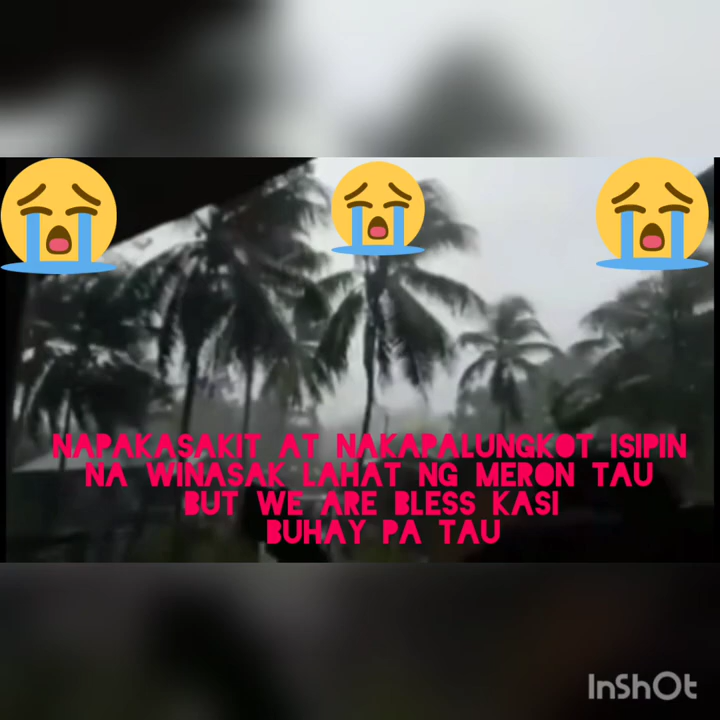 NAPAKASAKIT AT NAKAPALUNGKOT ISIPIN
NA WINASAK LAHAT NG MERON TAU
BUT WE ARE BLESS KASI
BUHAY PA TAU
InShOt